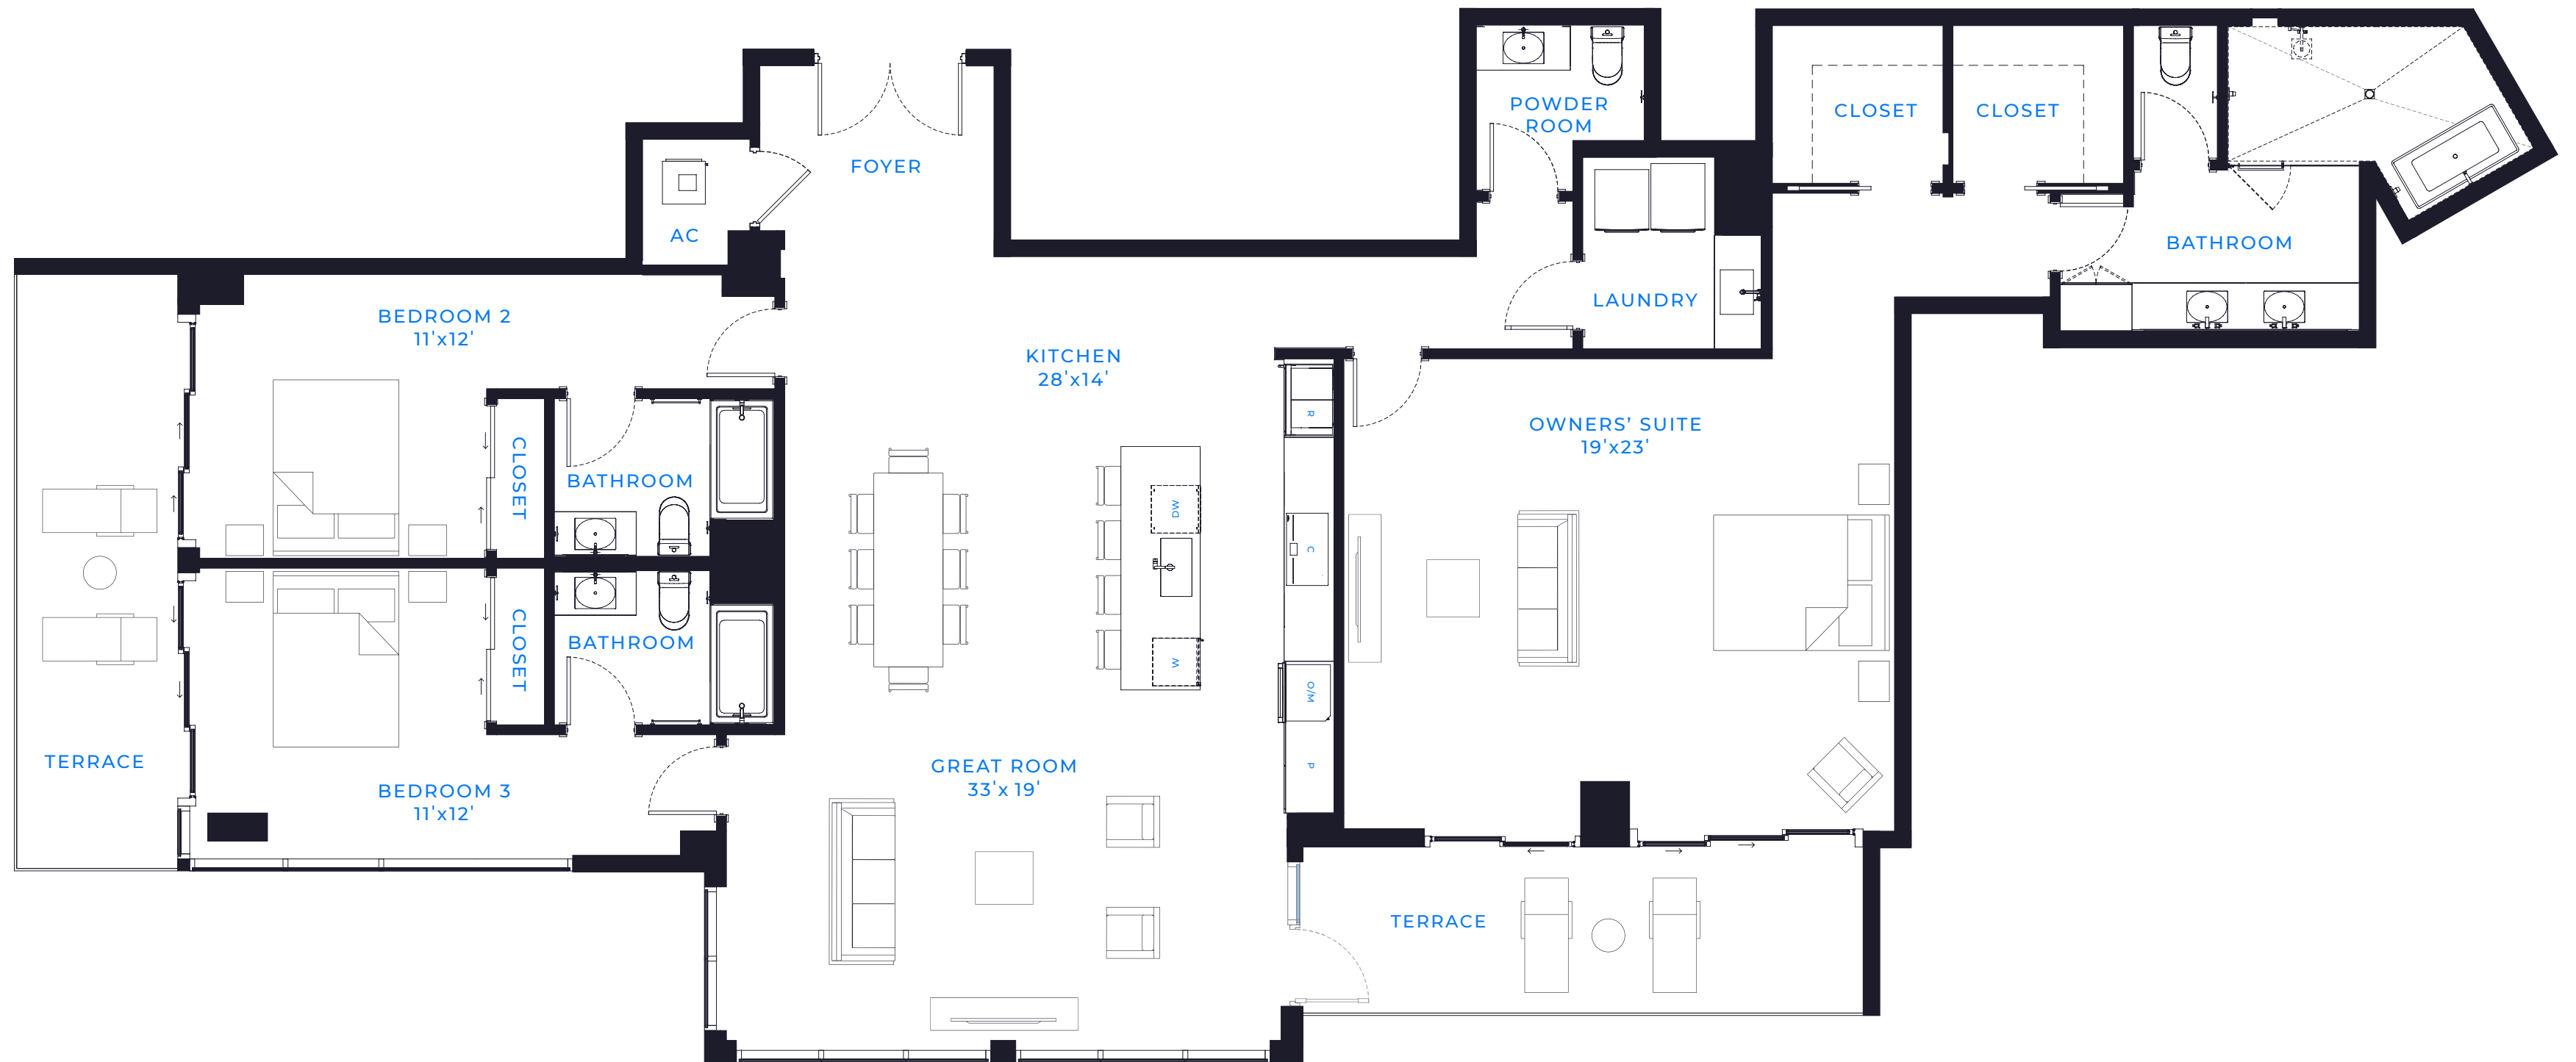 POWDER
ROOM
CLOSET
CLOSET
FOYER
AC
BATHROOM
LAUNDRY
BEDROOM 2
11'x12'
KITCHEN
28'x14'
R
OWNERS' SUITE
19'x23'
CLOSET
BATHROOM
DW
C
CLOSET
BATHROOM
W
O/M
P
TERRACE
BEDROOM 3
11'x12'
GREAT ROOM
33'x 19'
TERRACE